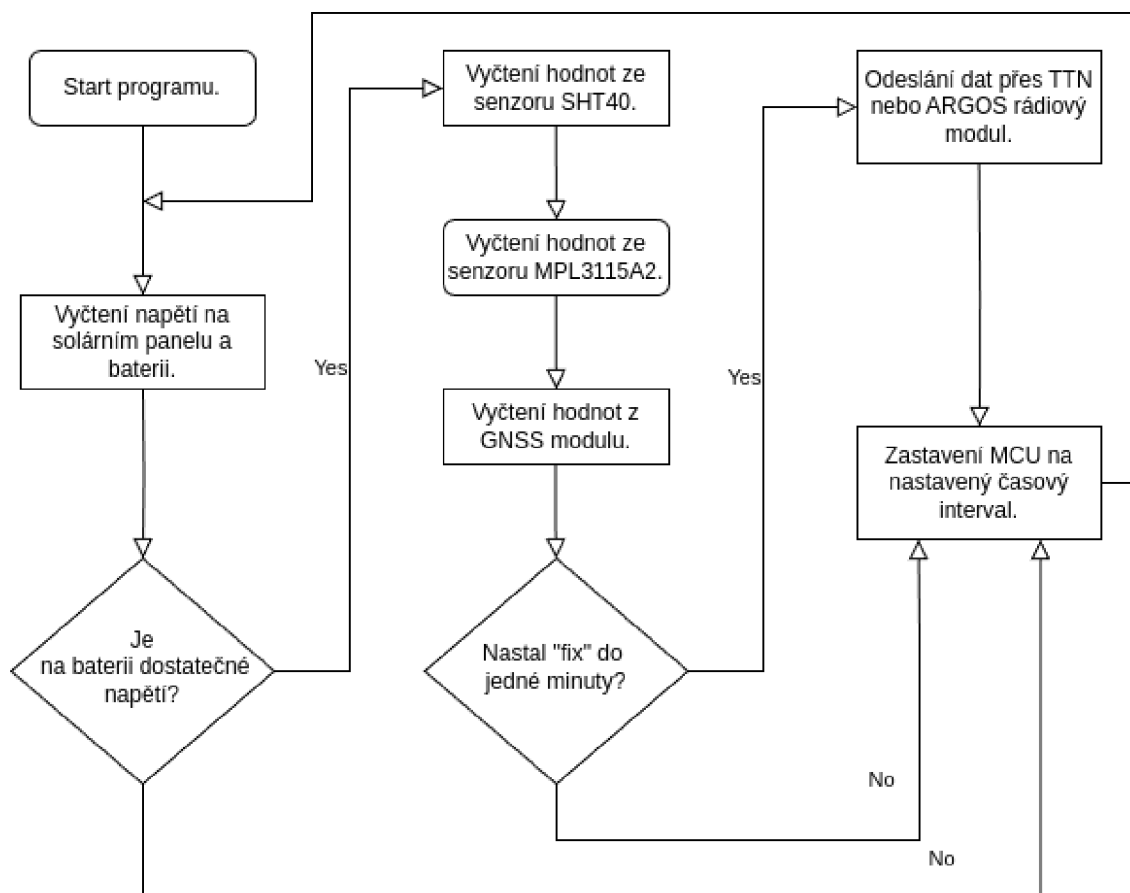 Start programu.
Vyčtení napětí na
solárním panelu a
baterii.
Je
na baterii dostatečné
napětí?
Yes
Vyčtení hodnot ze
senzoru SHT40.
Vyčtení hodnot ze
senzoru MPL3115A2.
Vyčtení hodnot z
GNSS modulu.
Nastal "fix" do
jedné minuty?
Yes
Odeslání dat přes TTN
nebo ARGOS rádiový
modul.
Zastavení MCU na
nastavený časový
interval.
No
No